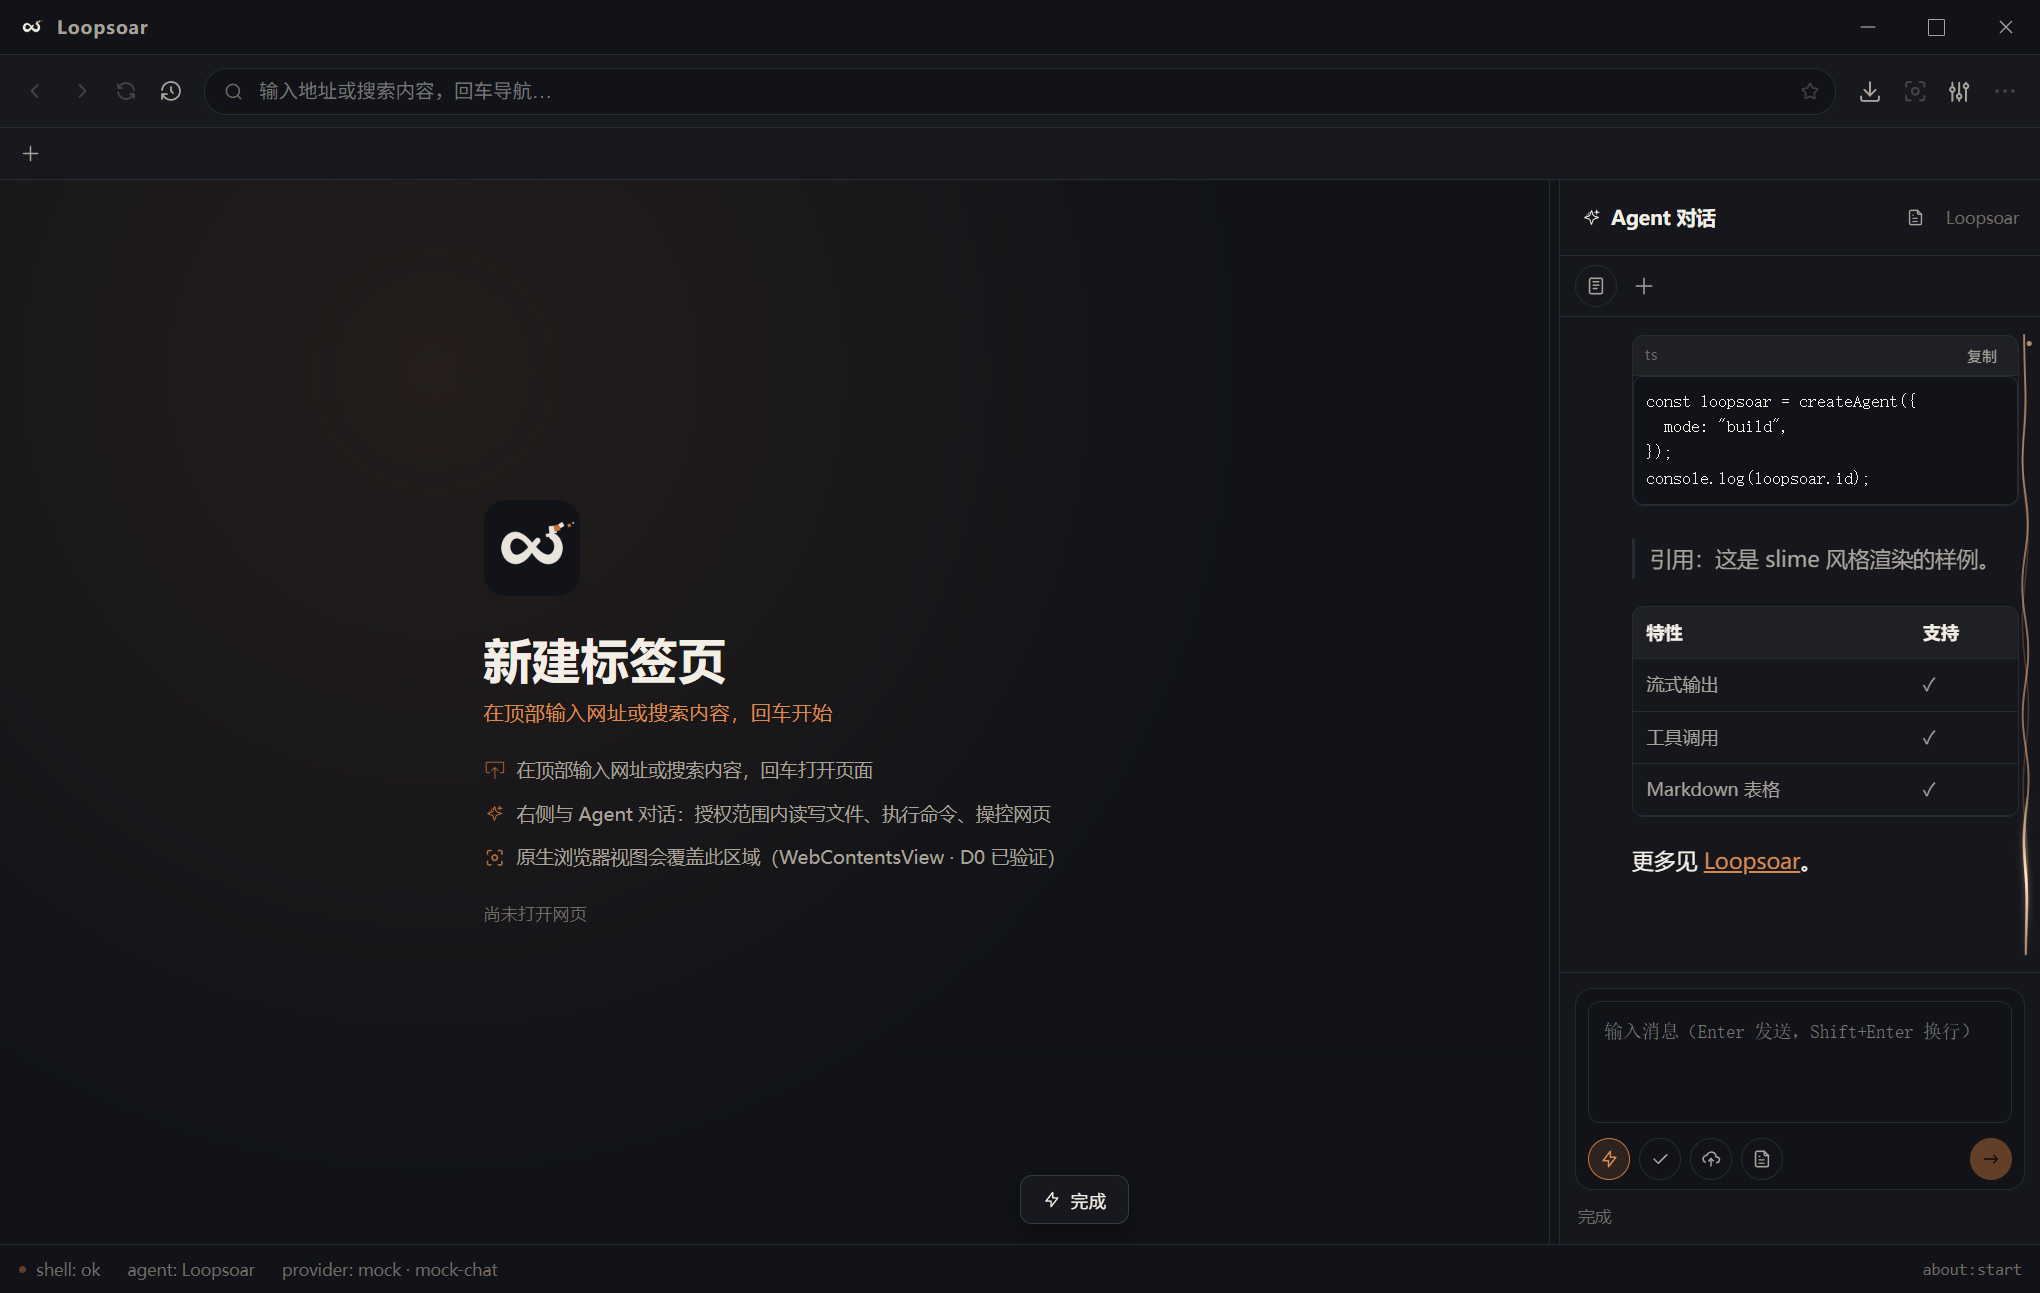 Loopsoar
输入地址或搜索内容，回车导航…
新建标签页
在顶部输入网址或搜索内容，回车开始
在顶部输入网址或搜索内容，回车打开页面
右侧与 Agent 对话：授权范围内读写文件、执行命令、操控网页
原生浏览器视图会覆盖此区域（WebContentsView · D0 已验证）
尚未打开网页
完成
Agent 对话
Loopsoar
ts
复制
const loopsoar = createAgent({
  mode: "build",
});
console.log(loopsoar.id);
引用：这是 slime 风格渲染的样例。
特性 支持
流式输出 ✓
工具调用 ✓
Markdown 表格 ✓
更多见 Loopsoar。
输入消息（Enter 发送，Shift+Enter 换行）
完成
shell: ok agent: Loopsoar provider: mock · mock-chat about:start